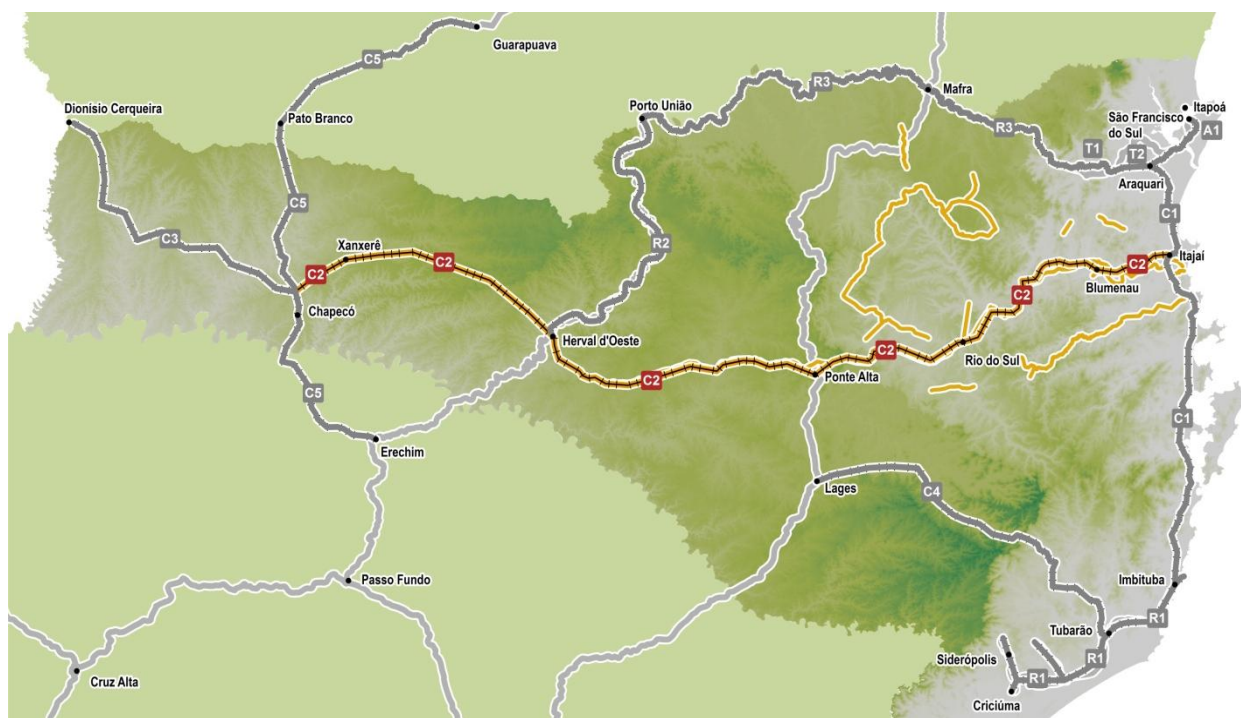 Guarapuava
C5
Dionísio Cerqueira
Pato Branco
Porto União
R3
Mafra
Itapoá
São Francisco
do Sul
A1
R3
T1
T2
Araquari
C5
C3
R2
C1
Xanxerê
C2
C2
C2
Itajaí
Blumenau
C2
Chapecó
Herval d'Oeste
C2
Rio do Sul
C2
Ponte Alta
C5
C1
Erechim
Lages
C4
Passo Fundo
Imbituba
R1
Tubarão
Siderópolis
R1
R1
Cruz Alta
Criciúma